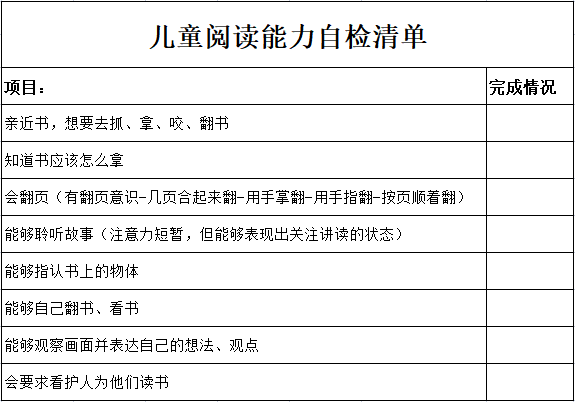 儿童阅读能力自检清单
项目： 完成情况
亲近书，想要去抓、拿、咬、翻书
知道书应该怎么拿
会翻页（有翻页意识-几页合起来翻-用手掌翻-用手指翻-按页顺着翻）
能够聆听故事（注意力短暂，但能够表现出关注讲读的状态）
能够指认书上的物体
能够自己翻书、看书
能够观察画面并表达自己的想法、观点
会要求看护人为他们读书